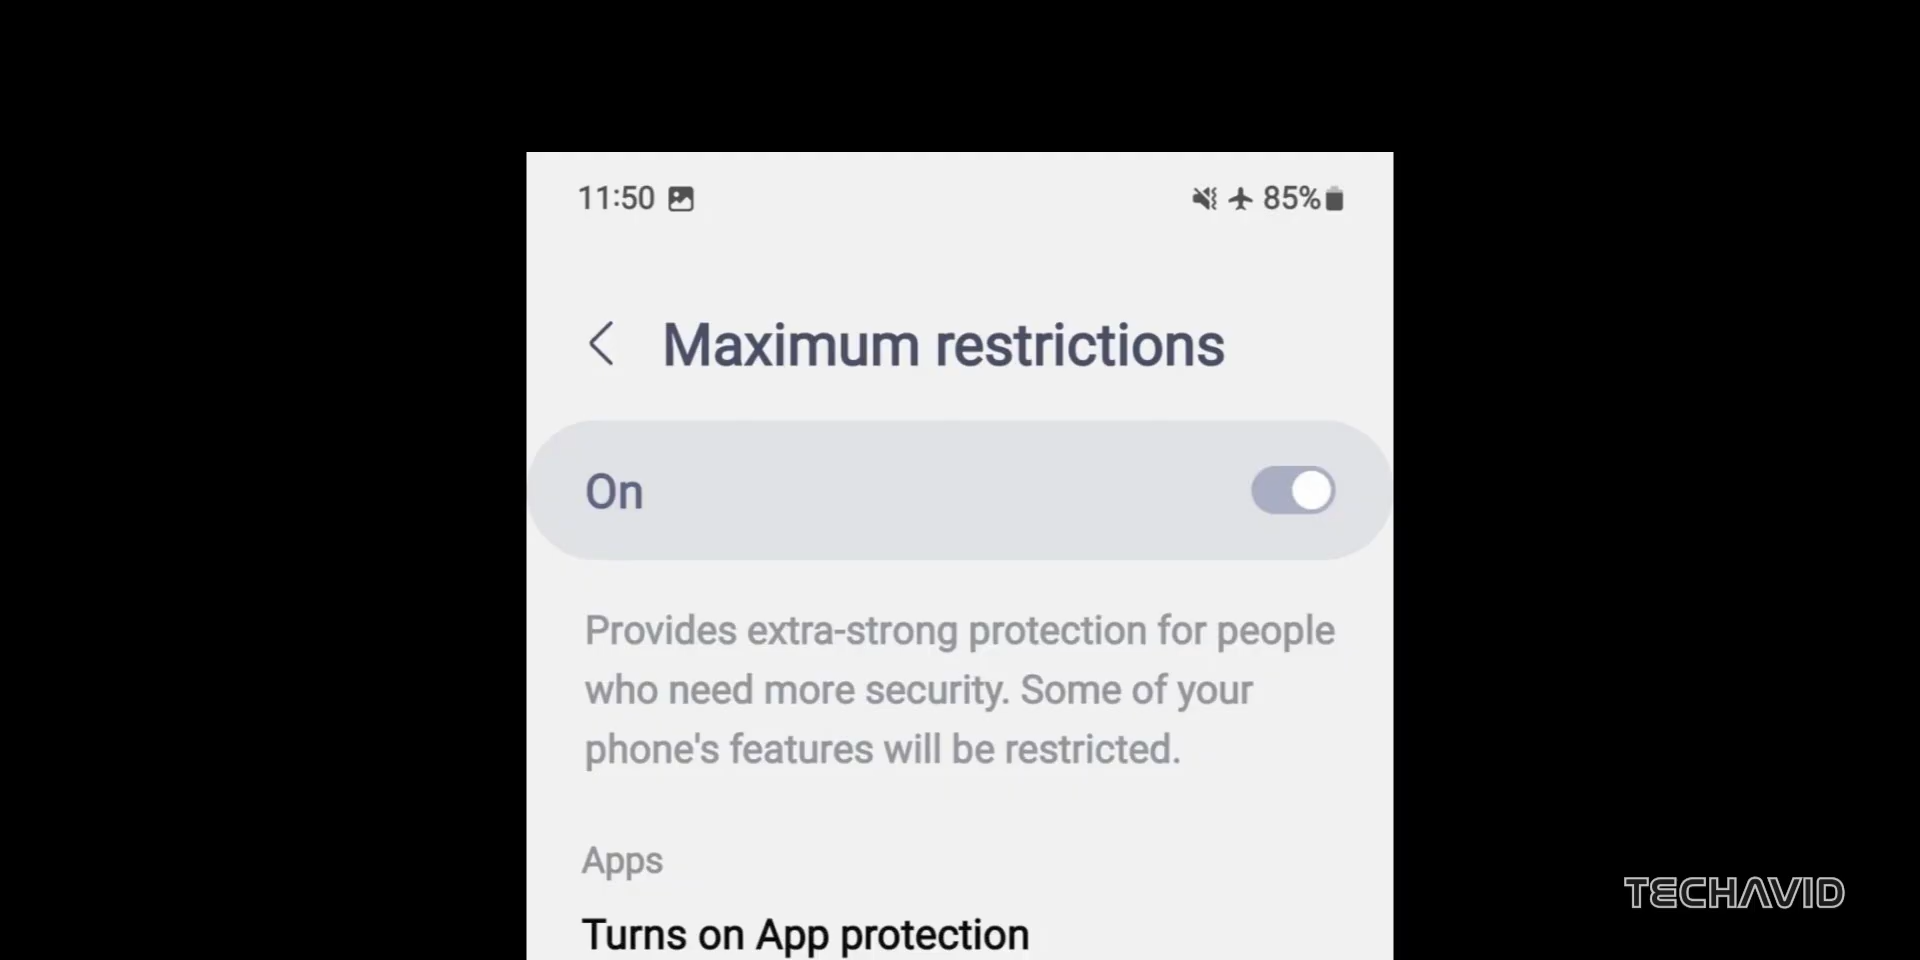 11:50 85%
Maximum restrictions
On
Provides extra-strong protection for people
who need more security. Some of your
phone's features will be restricted.
Apps
Turns on App protection
TECHAVID